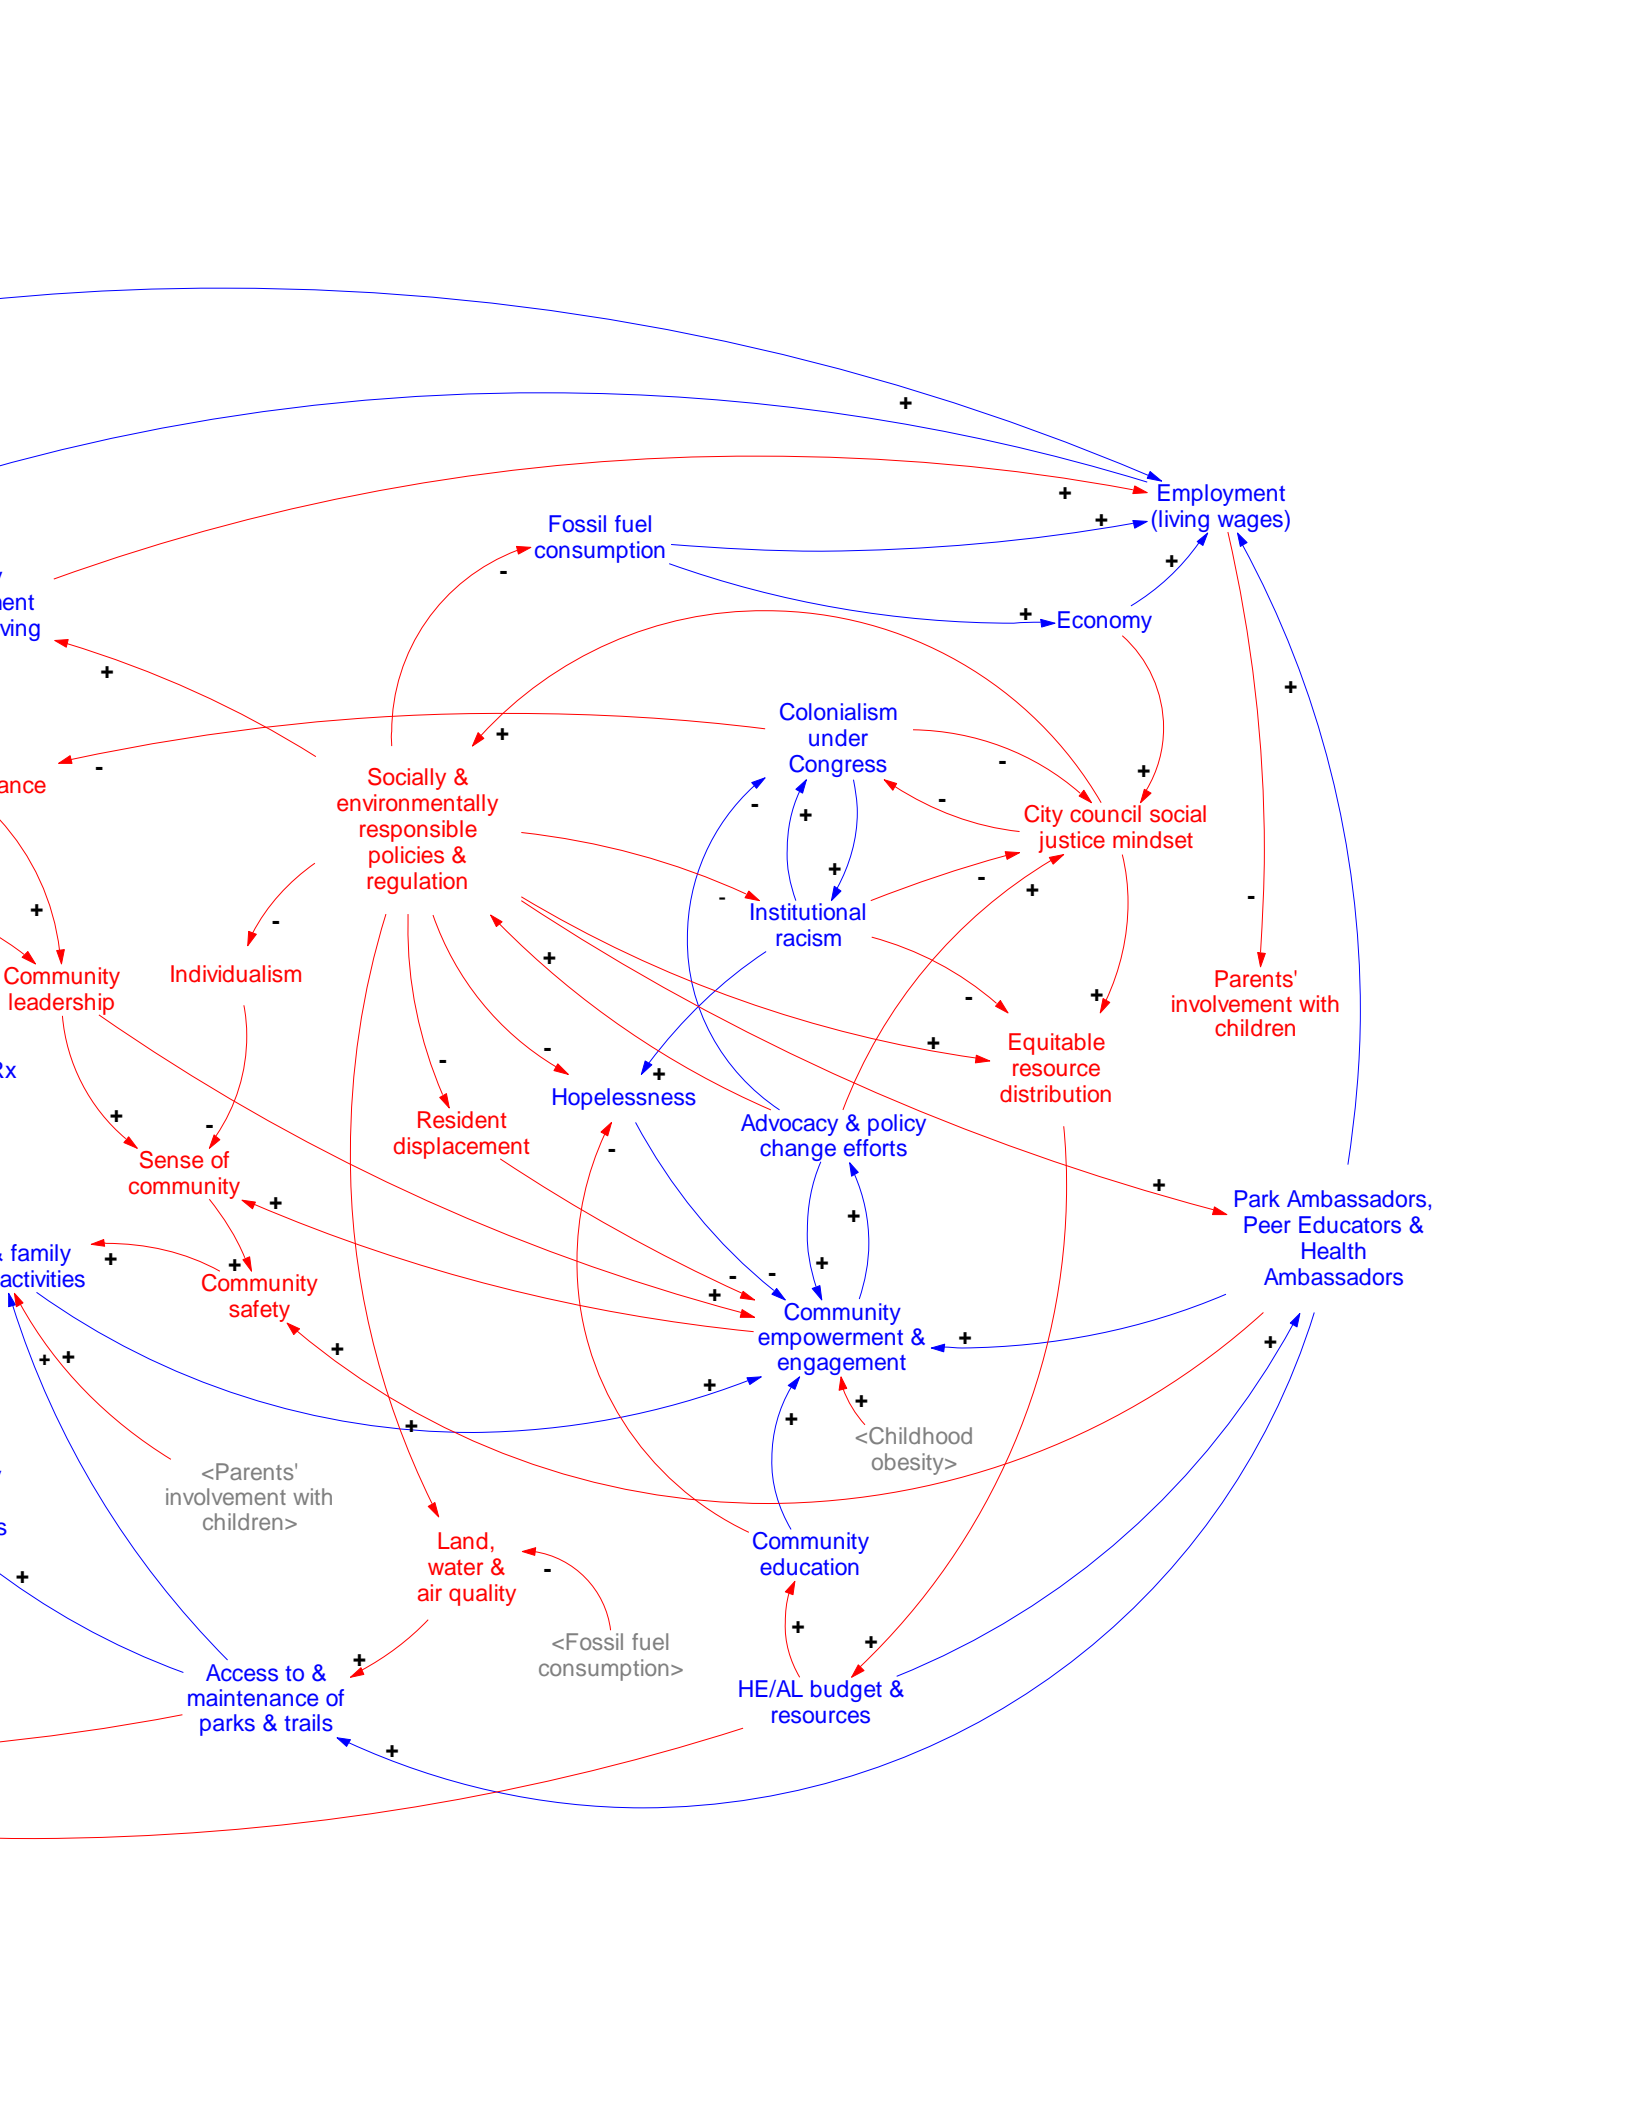 Employment
(living wages)
Fossil fuel
consumption
ving
Economy
Colonialism
under
Congress
Socially &
environmentally
responsible
policies &
regulation
ance
City council social
justice mindset
Institutional
racism
Community
leadership
Individualism
Parents'
involvement with
children
Equitable
resource
distribution
Rx
Hopelessness
Resident
displacement
Advocacy & policy
change efforts
Sense of
community
Park Ambassadors,
Peer Educators &
Health
Ambassadors
& family
activities
Community
safety
Community
empowerment &
engagement
<Childhood
obesity>
<Parents'
involvement with
children>
Community
education
Land,
water &
air quality
<Fossil fuel
consumption>
Access to &
maintenance of
parks & trails
HE/AL budget &
resources